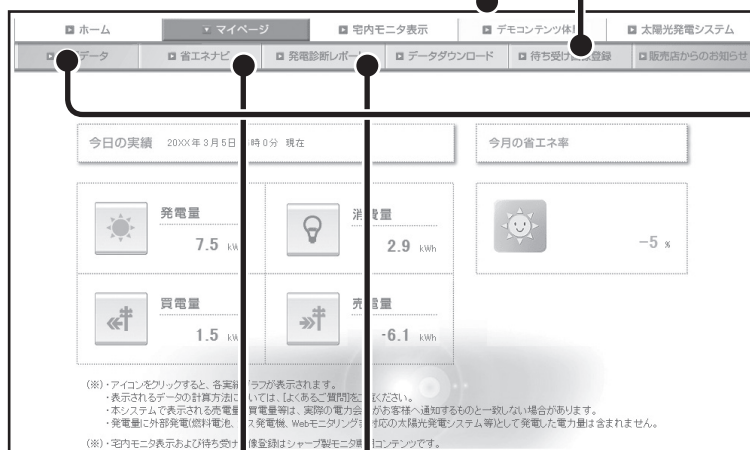 ホーム マイページ 宅内モニタ表示 デモコンテンツ体 太陽光発電システム
データ 省エネナビ 発電診断レポー データダウンロード 待ち受け 登録 販売店からのお知らせ
今日の実績 20XX年3月5日 時0分 現在 今月の省エネ率
発電量 消費量
7.5 kW 2.9 kWh -5 %
買電量 売電量
1.5 kW -6.1 kWh
(※)・アイコンをクリックすると、各実績 ラフが表示されます。
・表示されるデータの計算方法に いては、[よくあるご質問]をご ください。
・本システムで表示される売電量 買電量等は、実際の電力会 がお客様へ通知するものと一致しない場合があります。
・発電量に外部発電(燃料電池、 ス発電機、Webモニタリング 対応の太陽光発電システム等)として発電した電力量は含まれません。
(※)・宅内モニタ表示および待ち受け 像登録はシャープ製モニタ専 コンテンツです。